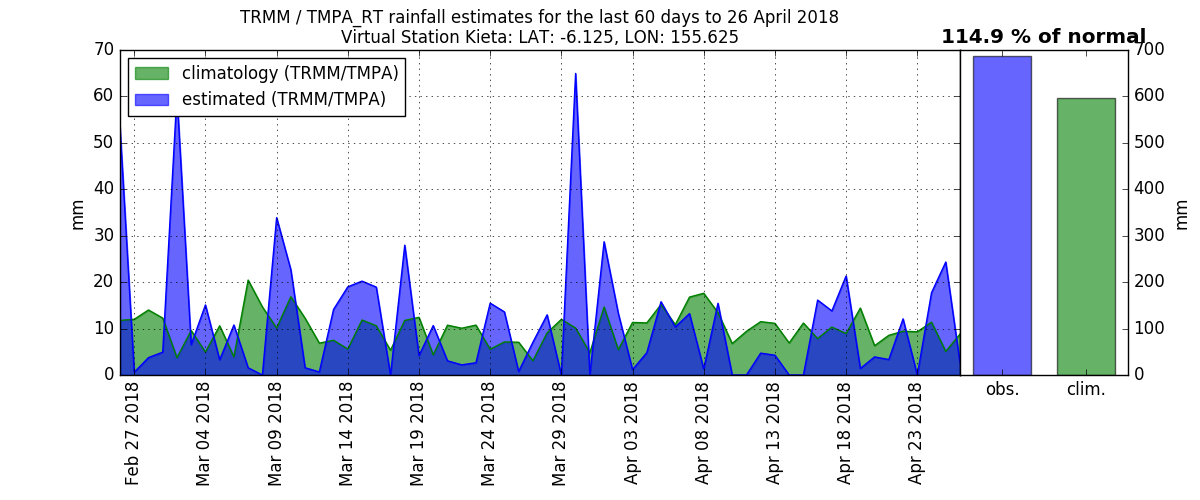 TRMM / TMPA_RT rainfall estimates for the last 60 days to 26 April 2018
Virtual Station Kieta: LAT: -6.125, LON: 155.625
114.9 % of normal
climatology (TRMM/TMPA)
estimated (TRMM/TMPA)
70
60
50
40
30
20
10
0
mm
Feb 27 2018
Mar 04 2018
Mar 09 2018
Mar 14 2018
Mar 19 2018
Mar 24 2018
Mar 29 2018
Apr 03 2018
Apr 08 2018
Apr 13 2018
Apr 18 2018
Apr 23 2018
obs.
clim.
700
600
500
400
300
200
100
0
mm